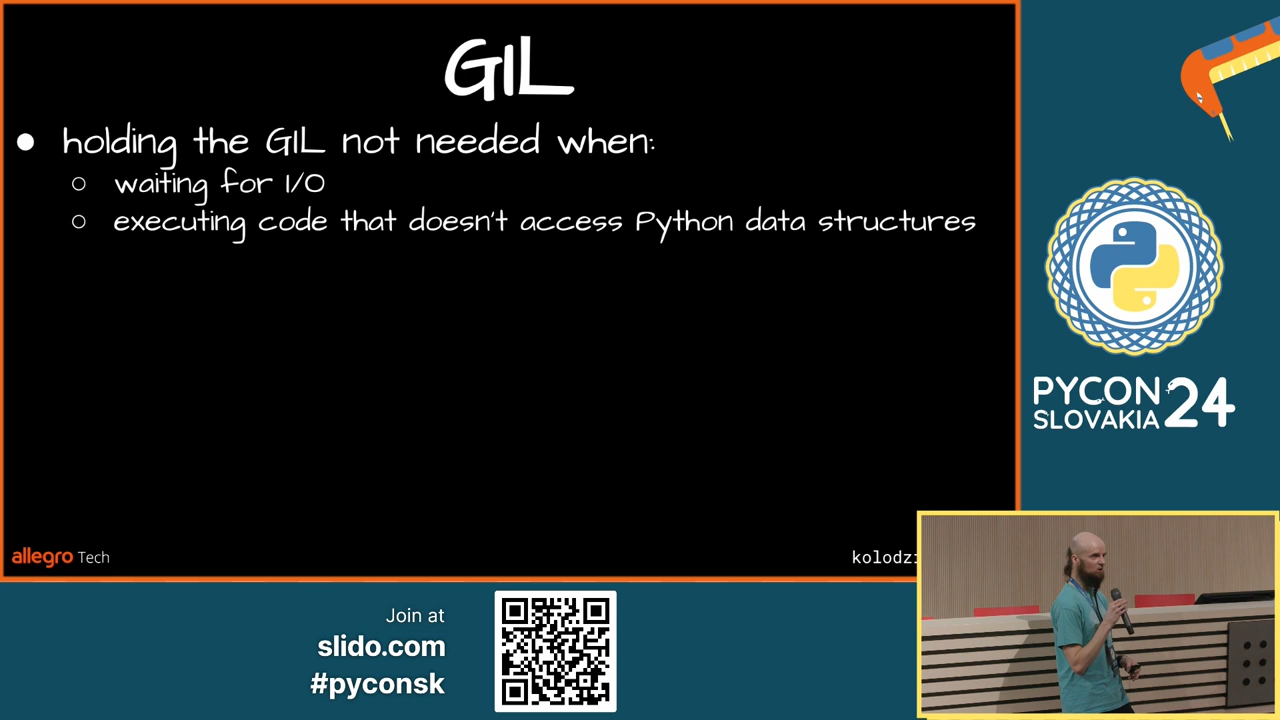 GIL
● holding the GIL not needed when:
○ waiting for I/O
○ executing code that doesn't access Python data structures
allegro Tech
PYCON
SLOVAKIA 24
Join at
slido.com
#pyconsk